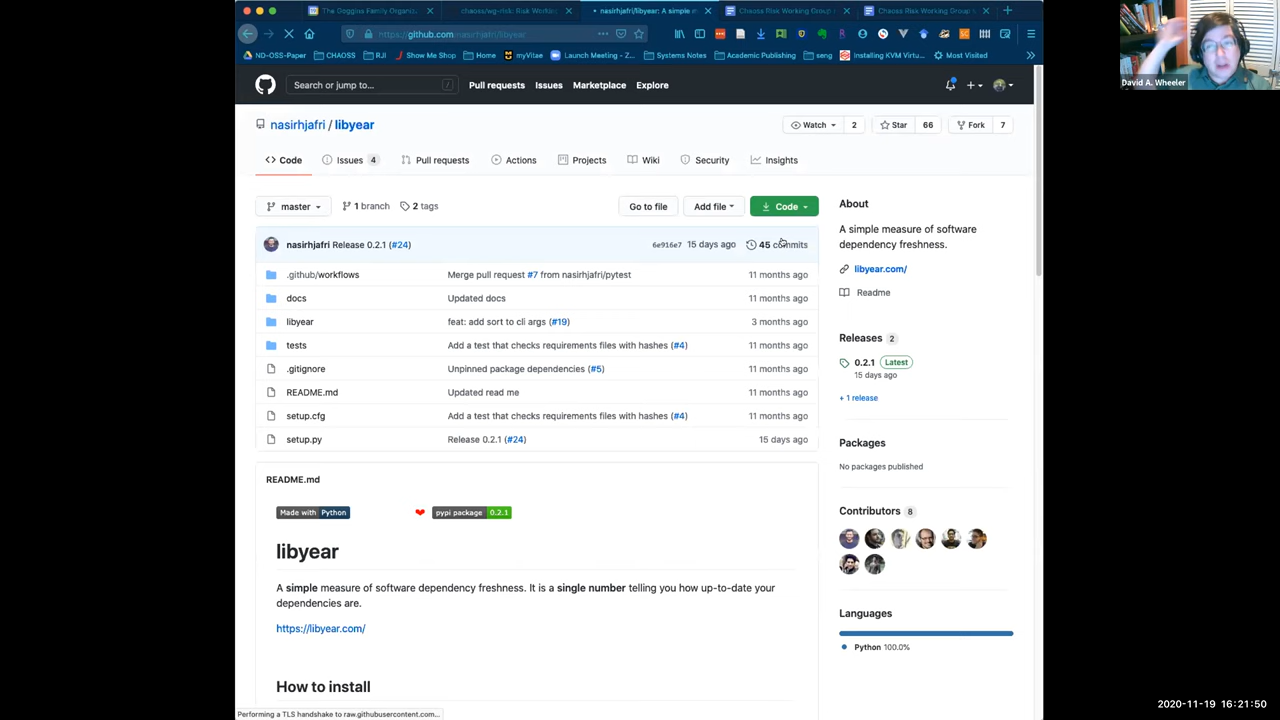 The Doggins Family Organiz
chaoss/wg-risk: Risk Working
nasirhjafri/libyear: A simple m
Chaoss Risk Working Group
Chaoss Risk Working Group
https://github.com/nasirhjafri/libyear/
ND-OSS-Paper
CHAOSS
RJI
Show Me Shop
Home
myVitae
Launch Meeting - Z...
Systems Notes
Academic Publishing
seng
Installing KVM Virtu...
Most Visited
David A. Wheeler
Search or jump to...
/
Pull requests
Issues
Marketplace
Explore
nasirhjafri / libyear
Watch
2
Star
66
Fork
7
Code
Issues 4
Pull requests
Actions
Projects
Wiki
Security
Insights
master
1 branch
2 tags
Go to file
Add file
Code
nasirhjafri Release 0.2.1 (#24)
6e916e7 15 days ago
45 commits
.github/workflows
Merge pull request #7 from nasirhjafri/pytest
11 months ago
docs
Updated docs
11 months ago
libyear
feat: add sort to cli args (#19)
3 months ago
tests
Add a test that checks requirements files with hashes (#4)
11 months ago
.gitignore
Unpinned package dependencies (#5)
11 months ago
README.md
Updated read me
11 months ago
setup.cfg
Add a test that checks requirements files with hashes (#4)
11 months ago
setup.py
Release 0.2.1 (#24)
15 days ago
README.md
Made with Python
pypi package 0.2.1
libyear
A simple measure of software dependency freshness. It is a single number telling you how up-to-date your
dependencies are.
https://libyear.com/
How to install
About
A simple measure of software
dependency freshness.
libyear.com/
Readme
Releases 2
0.2.1 Latest
15 days ago
+ 1 release
Packages
No packages published
Contributors 8
Languages
Python 100.0%
Performing a TLS handshake to raw.githubusercontent.com...
2020-11-19 16:21:50